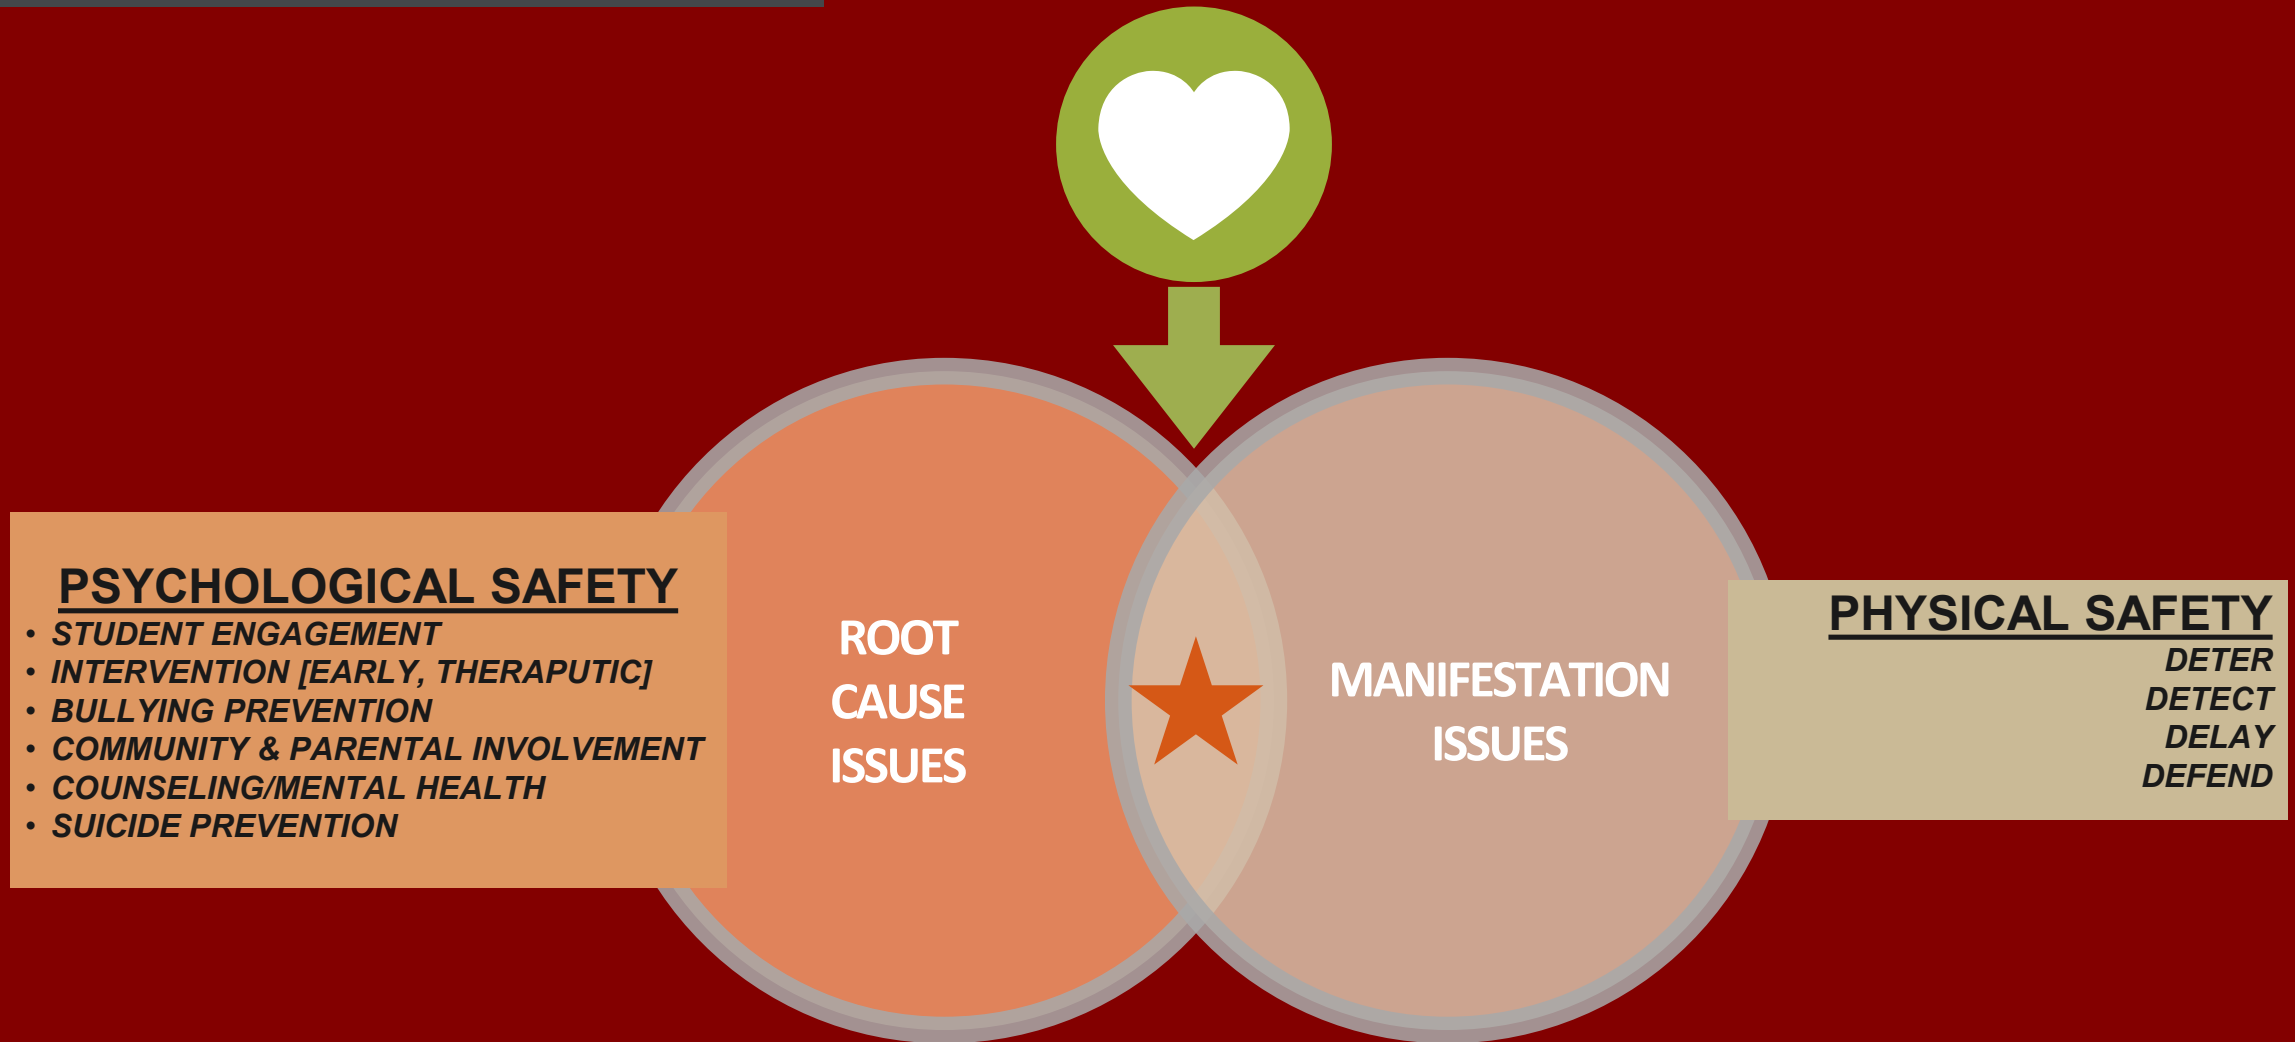 PSYCHOLOGICAL SAFETY
• STUDENT ENGAGEMENT
• INTERVENTION [EARLY, THERAPUTIC]
• BULLYING PREVENTION
• COMMUNITY & PARENTAL INVOLVEMENT
• COUNSELING/MENTAL HEALTH
• SUICIDE PREVENTION
ROOT
CAUSE
ISSUES
MANIFESTATION
ISSUES
PHYSICAL SAFETY
DETER
DETECT
DELAY
DEFEND